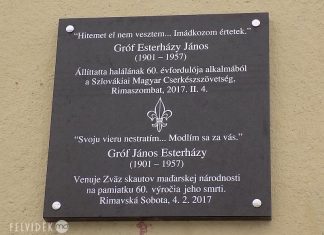 “Hitemet el nem vesztem... Imádkozom értetek.”
Gróf Esterházy János
(1901 – 1957)
Állíttatta halálának 60. évfordulója alkalmából
a Szlovákiai Magyar Cserkészszövetség,
Rimaszombat, 2017. II. 4.
“Svoju vieru nestratím... Modlím sa za vás.”
Gróf János Esterházy
(1901 – 1957)
Venuje Zväz skautov maďarskej národnosti
na pamiatku 60. výročia jeho smrti.
Rimavská Sobota, 4. 2. 2017
FELVIDÉK.ma